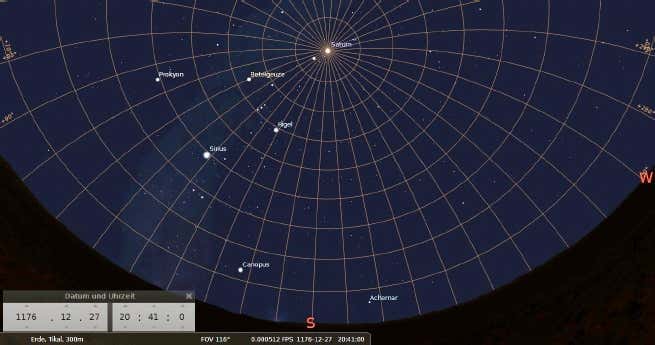 Saturn
Prokyon
Beteigeuze
Rigel
Sirius
Canopus
Achernar
W
S
Datum und Uhrzeit
1176 . 12 . 27 20 : 41 : 0
Erde, Tikal, 300m FOV 116° 0.000512 FPS 1176-12-27 20:41:00